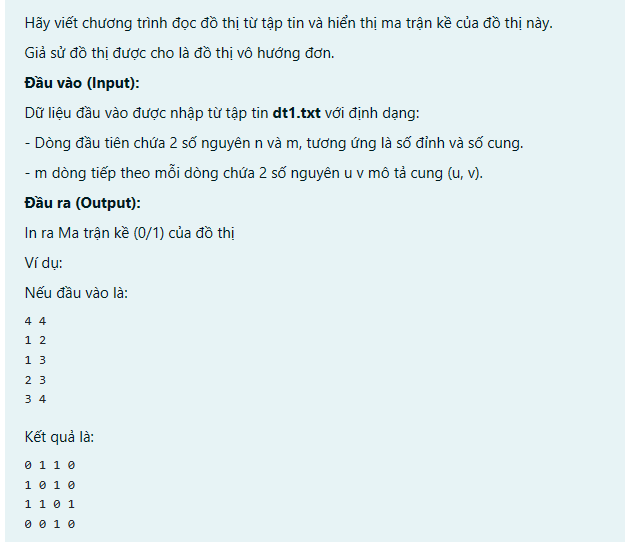 Hãy viết chương trình đọc đồ thị từ tập tin và hiển thị ma trận kề của đồ thị này.
Giả sử đồ thị được cho là đồ thị vô hướng đơn.
Đầu vào (Input):
Dữ liệu đầu vào được nhập từ tập tin dt1.txt với định dạng:
- Dòng đầu tiên chứa 2 số nguyên n và m, tương ứng là số đỉnh và số cung.
- m dòng tiếp theo mỗi dòng chứa 2 số nguyên u v mô tả cung (u, v).
Đầu ra (Output):
In ra Ma trận kề (0/1) của đồ thị
Ví dụ:
Nếu đầu vào là:
4 4
1 2
1 3
2 3
3 4
Kết quả là:
0 1 1 0
1 0 1 0
1 1 0 1
0 0 1 0